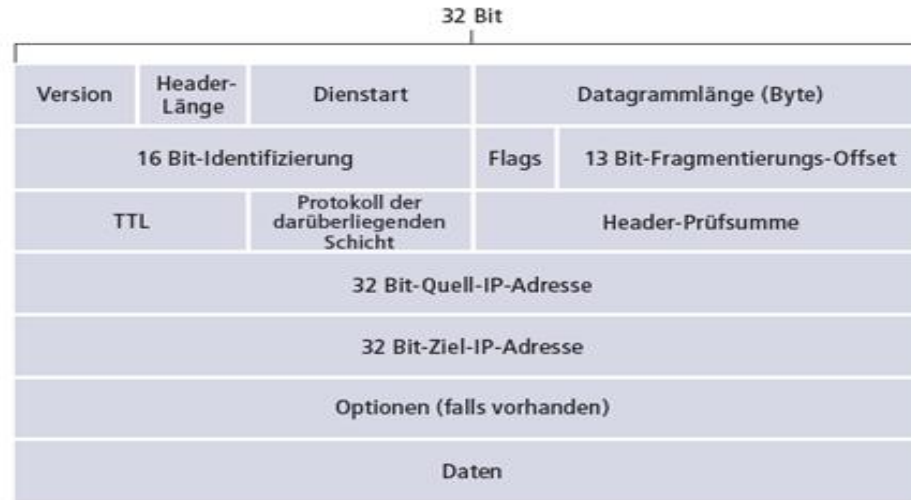 32 Bit
Version
Header-
Länge
Dienstart
Datagrammlänge (Byte)
16 Bit-Identifizierung
Flags
13 Bit-Fragmentierungs-Offset
TTL
Protokoll der
darüberliegenden
Schicht
Header-Prüfsumme
32 Bit-Quell-IP-Adresse
32 Bit-Ziel-IP-Adresse
Optionen (falls vorhanden)
Daten